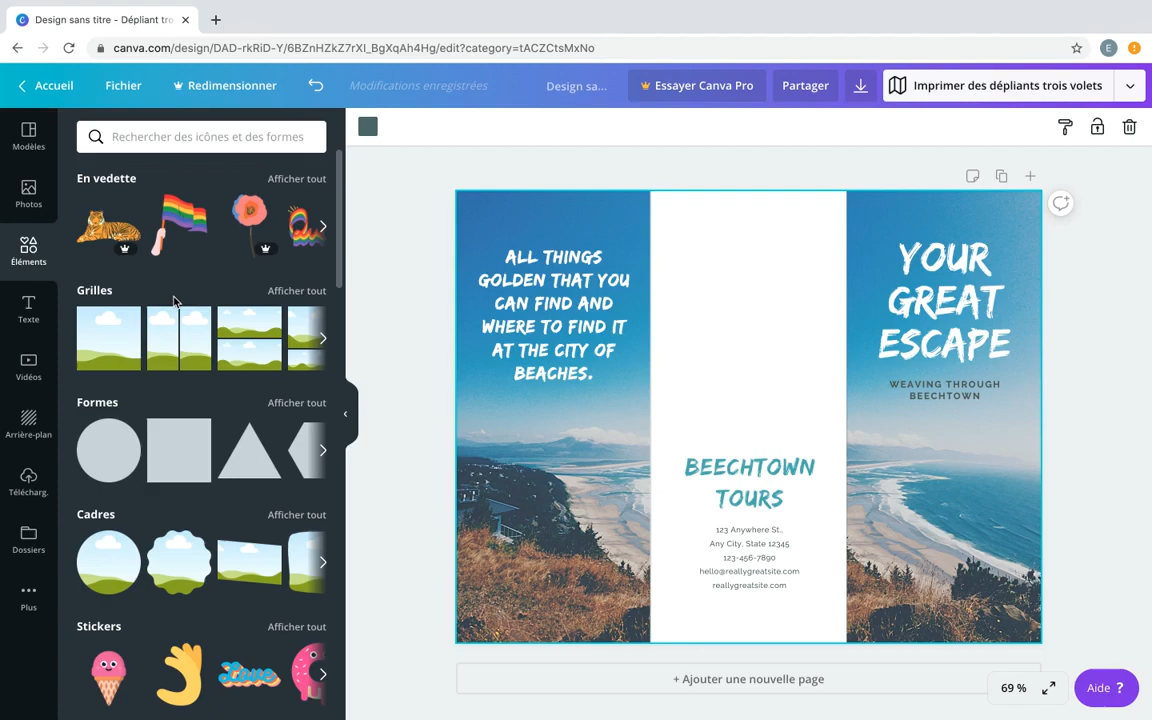 Design sans titre - Dépliant tro
canva.com/design/DAD-rkRiD-Y/6BZnHZkZ7rXI_BgXqAh4Hg/edit?category=tACZCtsMxNo
E
Accueil
Fichier
Redimensionner
Modifications enregistrées
Design sa...
Essayer Canva Pro
Partager
Imprimer des dépliants trois volets
Modèles
Photos
Éléments
Texte
Vidéos
Arrière-plan
Télécharg.
Dossiers
Plus
Rechercher des icônes et des formes
En vedette
Afficher tout
Grilles
Afficher tout
Formes
Afficher tout
Cadres
Afficher tout
Stickers
Afficher tout
Love
ALL THINGS
GOLDEN THAT YOU
CAN FIND AND
WHERE TO FIND IT
AT THE CITY OF
BEACHES.
BEECHTOWN
TOURS
123 Anywhere St.,
Any City, State 12345
123-456-7890
hello@reallygreatsite.com
reallygreatsite.com
YOUR
GREAT
ESCAPE
WEAVING THROUGH
BEECHTOWN
+ Ajouter une nouvelle page
69 %
Aide ?